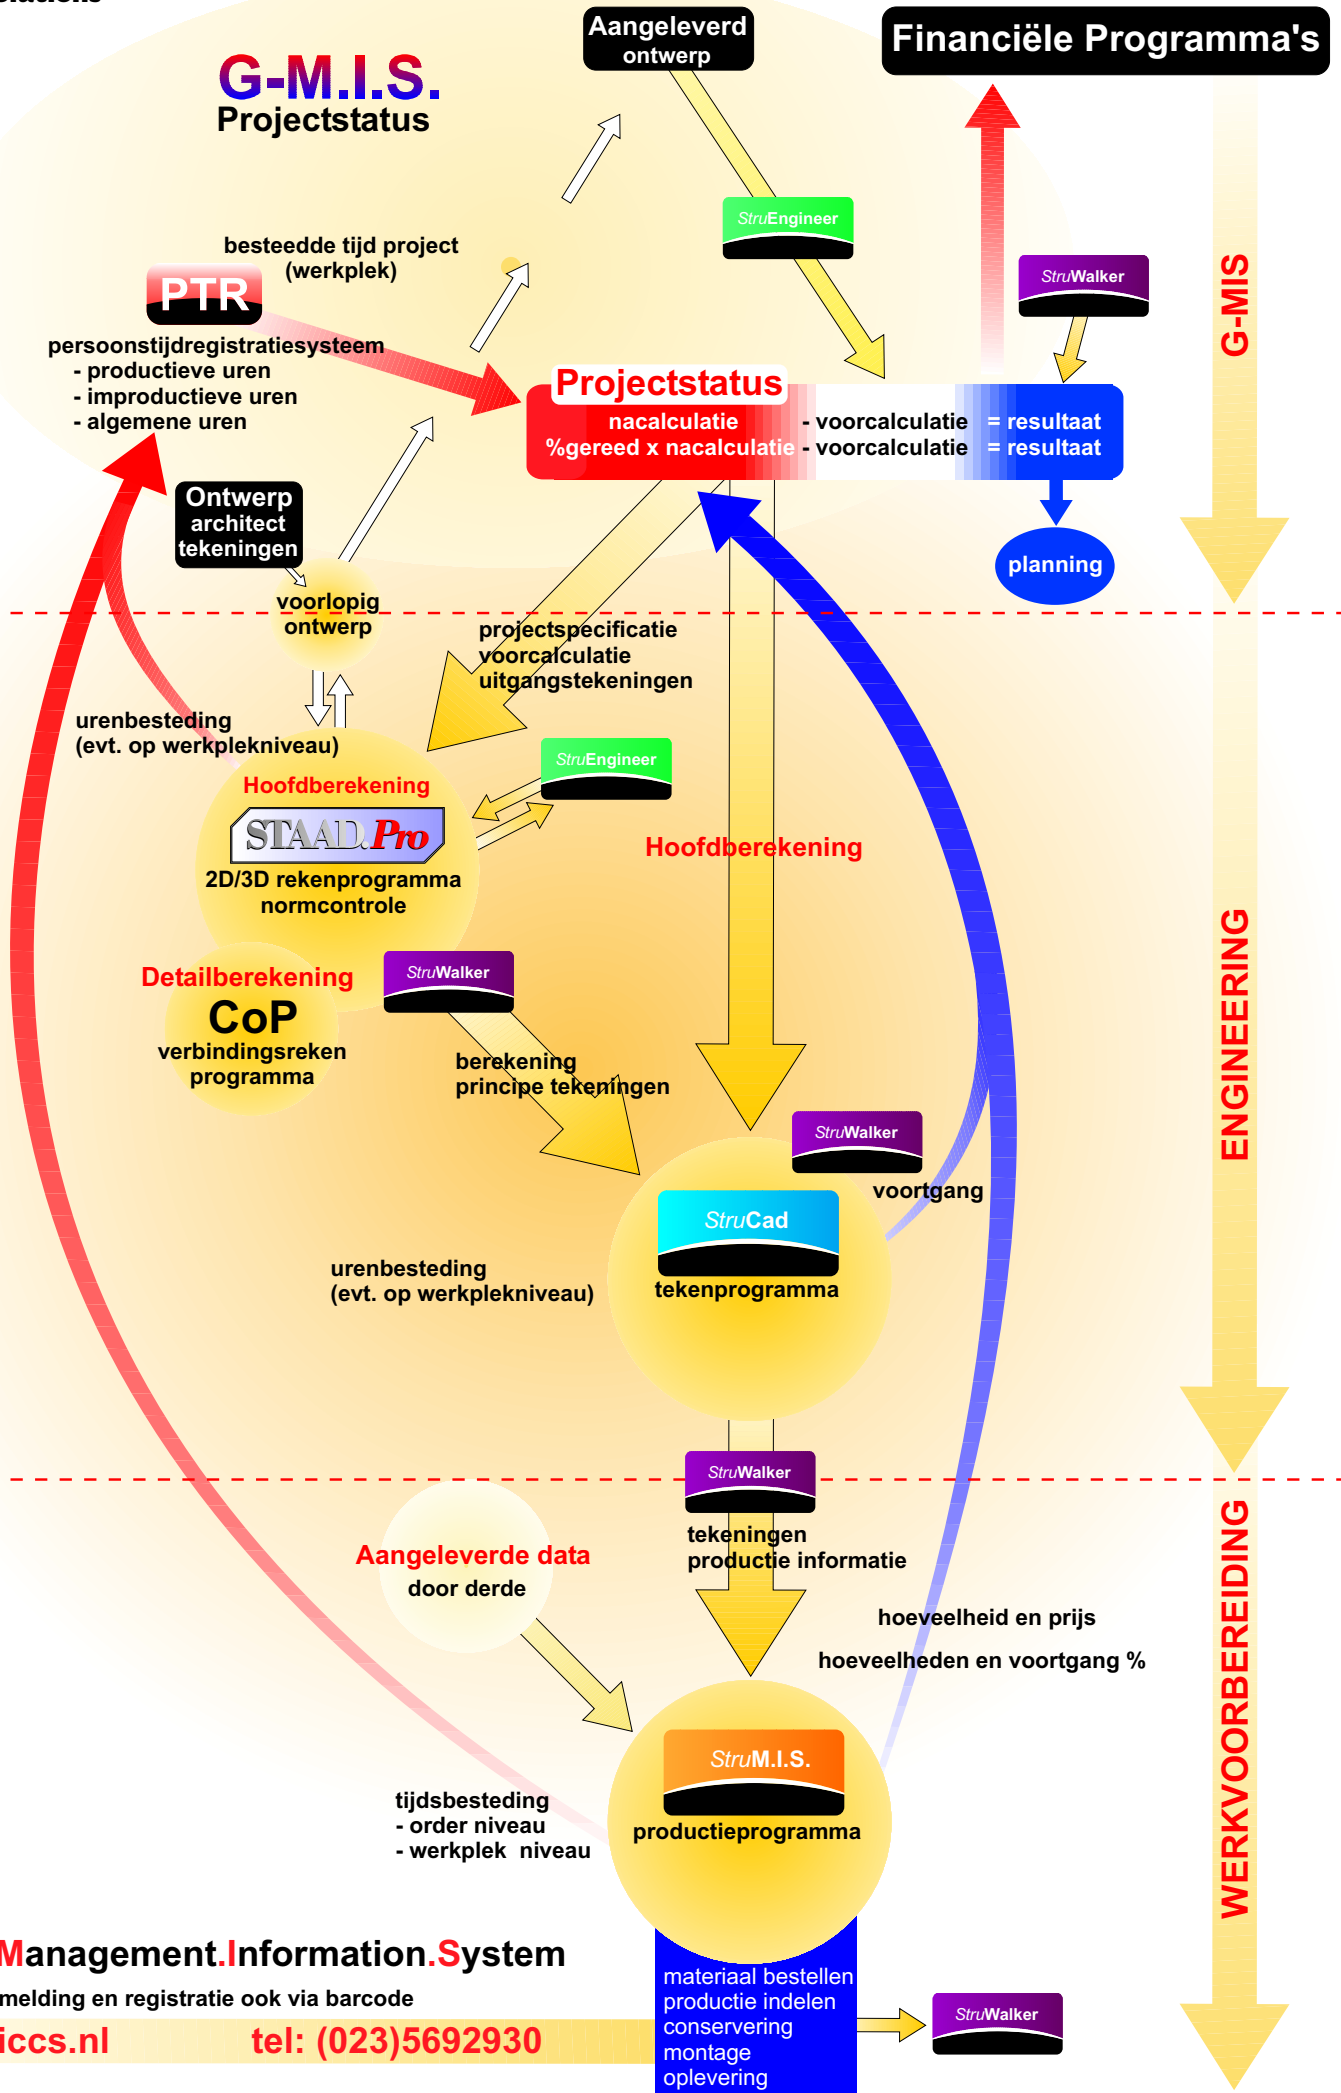 Aangeleverd
ontwerp
Financiële Programma's
G-M.I.S.
Projectstatus
StruEngineer
besteedde tijd project
(werkplek)
StruWalker
PTR
persoonstijdregistratiesysteem
- productieve uren
- improductieve uren
- algemene uren
G-MIS
Projectstatus
nacalculatie - voorcalculatie = resultaat
%gereed x nacalculatie - voorcalculatie = resultaat
Ontwerp
architect
tekeningen
planning
voorlopig
ontwerp
projectspecificatie
voorcalculatie
uitgangstekeningen
urenbesteding
(evt. op werkplekniveau)
StruEngineer
Hoofdberekening
STAAD.Pro
2D/3D rekenprogramma
normcontrole
Hoofdberekening
Detailberekening
CoP
verbindingsreken
programma
StruWalker
berekening
principe tekeningen
ENGINEERING
StruWalker
voortgang
StruCad
tekenprogramma
urenbesteding
(evt. op werkplekniveau)
StruWalker
tekeningen
productie informatie
Aangeleverde data
door derde
hoeveelheid en prijs
hoeveelheden en voortgang %
WERKVOORBEREIDING
StruM.I.S.
productieprogramma
tijdsbesteding
- order niveau
- werkplek niveau
Management.Information.System
melding en registratie ook via barcode
iccs.nl tel: (023)5692930
materiaal bestellen
productie indelen
conservering
montage
oplevering
StruWalker